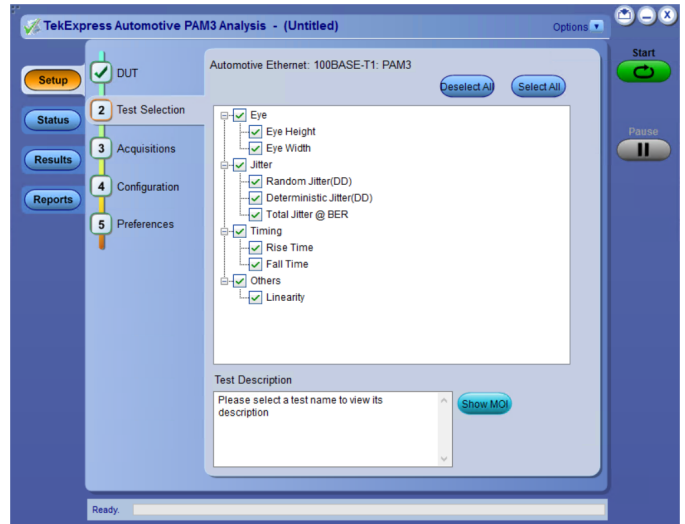 TekExpress Automotive PAM3 Analysis - (Untitled)
Options
Start
Pause
Setup
Status
Results
Reports
DUT
2 Test Selection
3 Acquisitions
4 Configuration
5 Preferences
Automotive Ethernet: 100BASE-T1: PAM3
Deselect All
Select All
Eye
Eye Height
Eye Width
Jitter
Random Jitter(DD)
Deterministic Jitter(DD)
Total Jitter @ BER
Timing
Rise Time
Fall Time
Others
Linearity
Test Description
Please select a test name to view its
description
Show MOI
Ready.